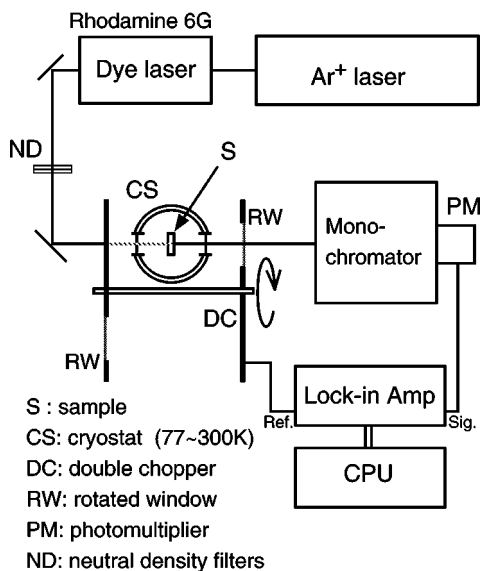 Rhodamine 6G
Dye laser
Ar+ laser
ND
S
CS
RW
PM
Mono-
chromator
DC
RW
Lock-in Amp
Ref.
Sig.
CPU
S : sample
CS: cryostat (77~300K)
DC: double chopper
RW: rotated window
PM: photomultiplier
ND: neutral density filters